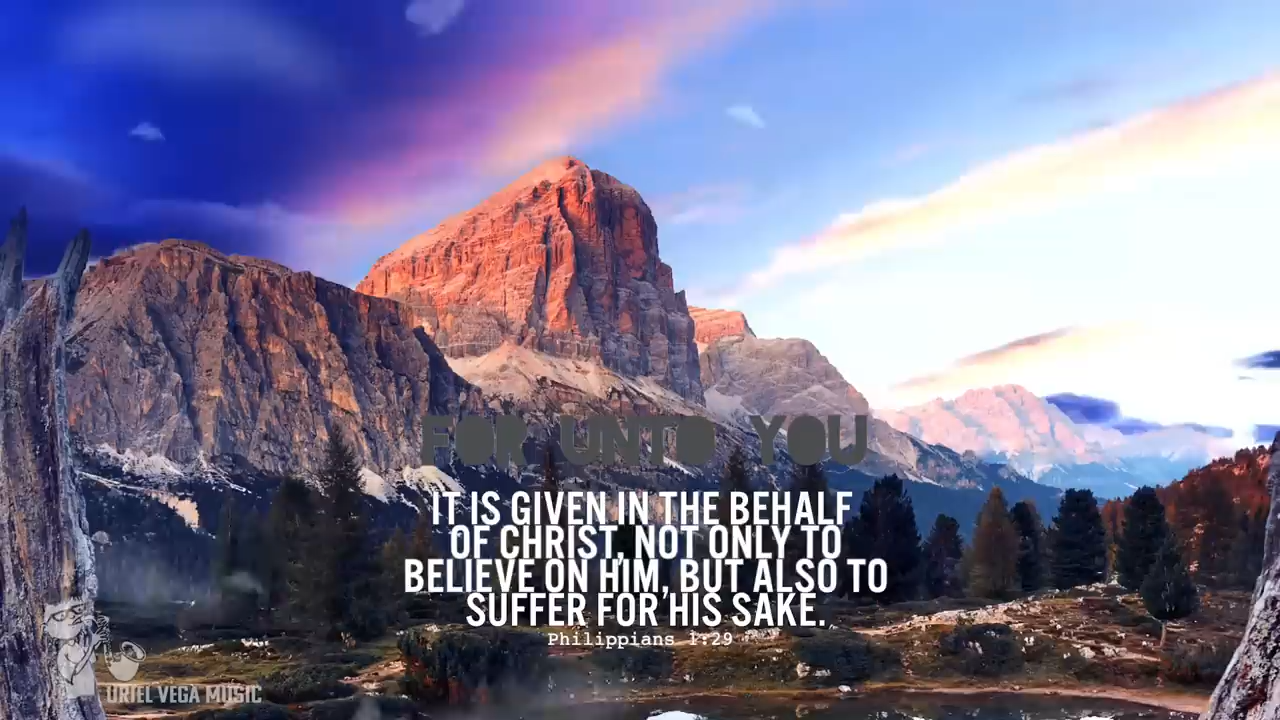 FOR UNTO YOU
IT IS GIVEN IN THE BEHALF
OF CHRIST, NOT ONLY TO
BELIEVE ON HIM, BUT ALSO TO
SUFFER FOR HIS SAKE.
Philippians 1:29
URIEL VEGA MUSIC